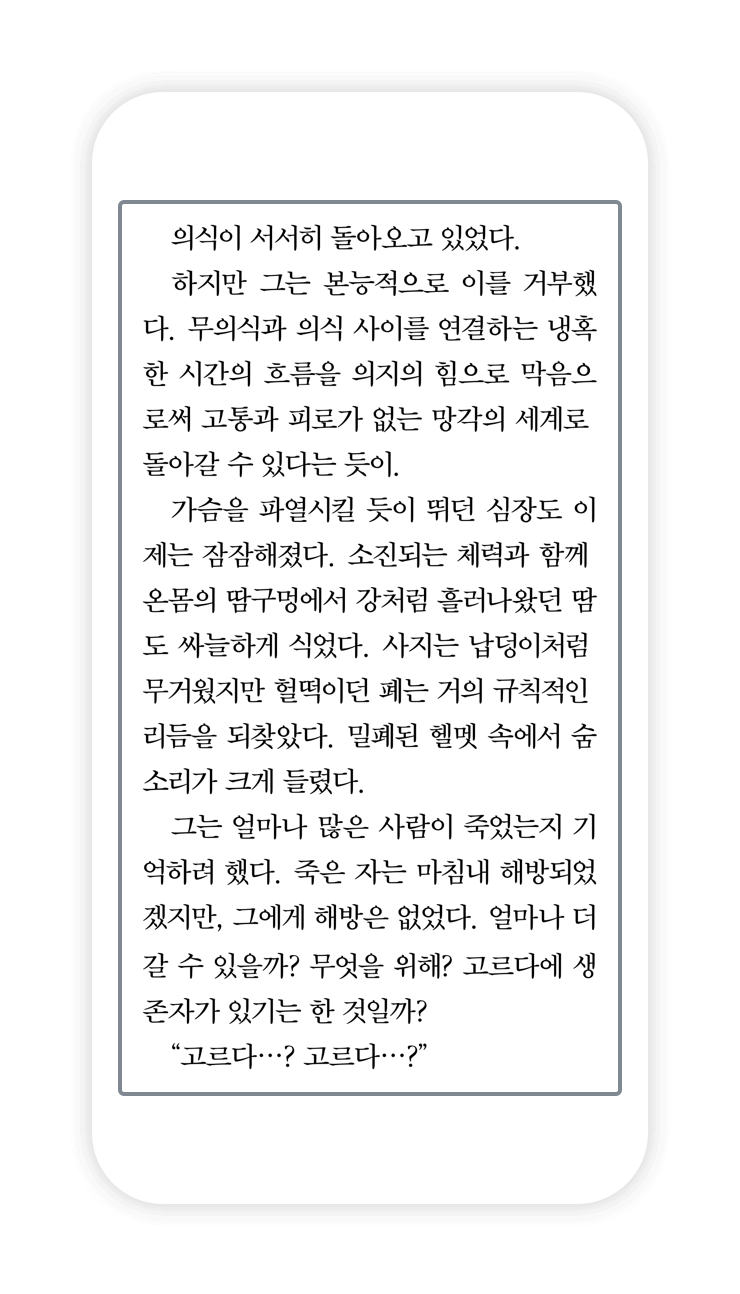 의식이 서서히 돌아오고 있었다.
하지만 그는 본능적으로 이를 거부했
다. 무의식과 의식 사이를 연결하는 냉혹
한 시간의 흐름을 의지의 힘으로 막음으
로써 고통과 피로가 없는 망각의 세계로
돌아갈 수 있다는 듯이.
가슴을 파열시킬 듯이 뛰던 심장도 이
제는 잠잠해졌다. 소진되는 체력과 함께
온몸의 땀구멍에서 강처럼 흘러나왔던 땀
도 싸늘하게 식었다. 사지는 납덩이처럼
무거웠지만 헐떡이던 폐는 거의 규칙적인
리듬을 되찾았다. 밀폐된 헬멧 속에서 숨
소리가 크게 들렸다.
그는 얼마나 많은 사람이 죽었는지 기
억하려 했다. 죽은 자는 마침내 해방되었
겠지만, 그에게 해방은 없었다. 얼마나 더
갈 수 있을까? 무엇을 위해? 고르다에 생
존자가 있기는 한 것일까?
“고르다…? 고르다…?”